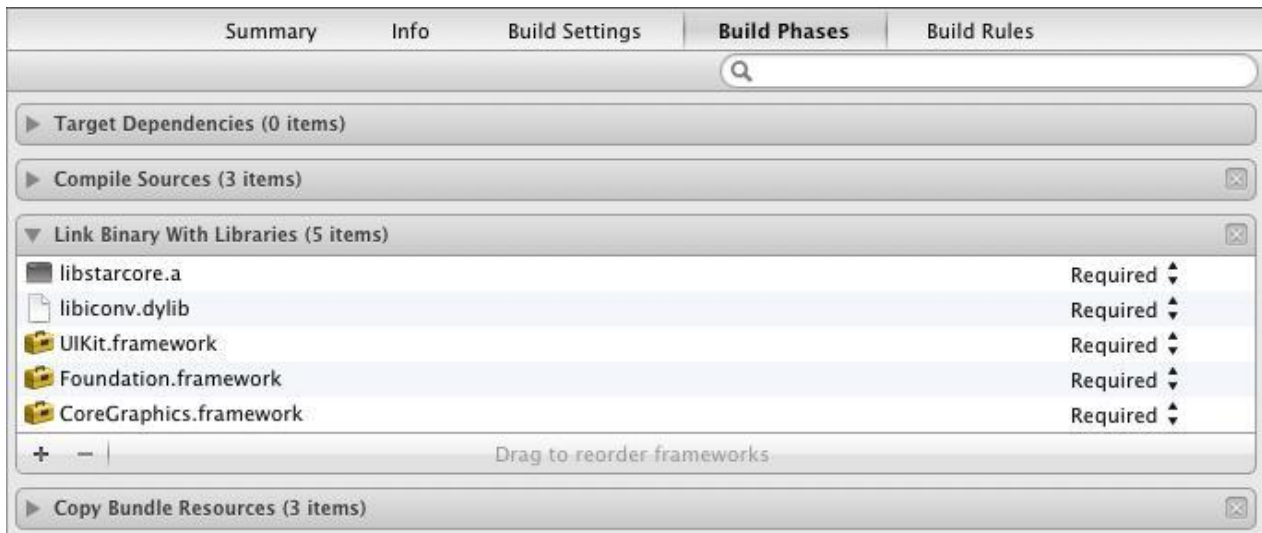 Summary Info Build Settings Build Phases Build Rules
Target Dependencies (0 items)
Compile Sources (3 items)
Link Binary With Libraries (5 items)
libstarcore.a Required
libiconv.dylib Required
UIKit.framework Required
Foundation.framework Required
CoreGraphics.framework Required
Drag to reorder frameworks
Copy Bundle Resources (3 items)